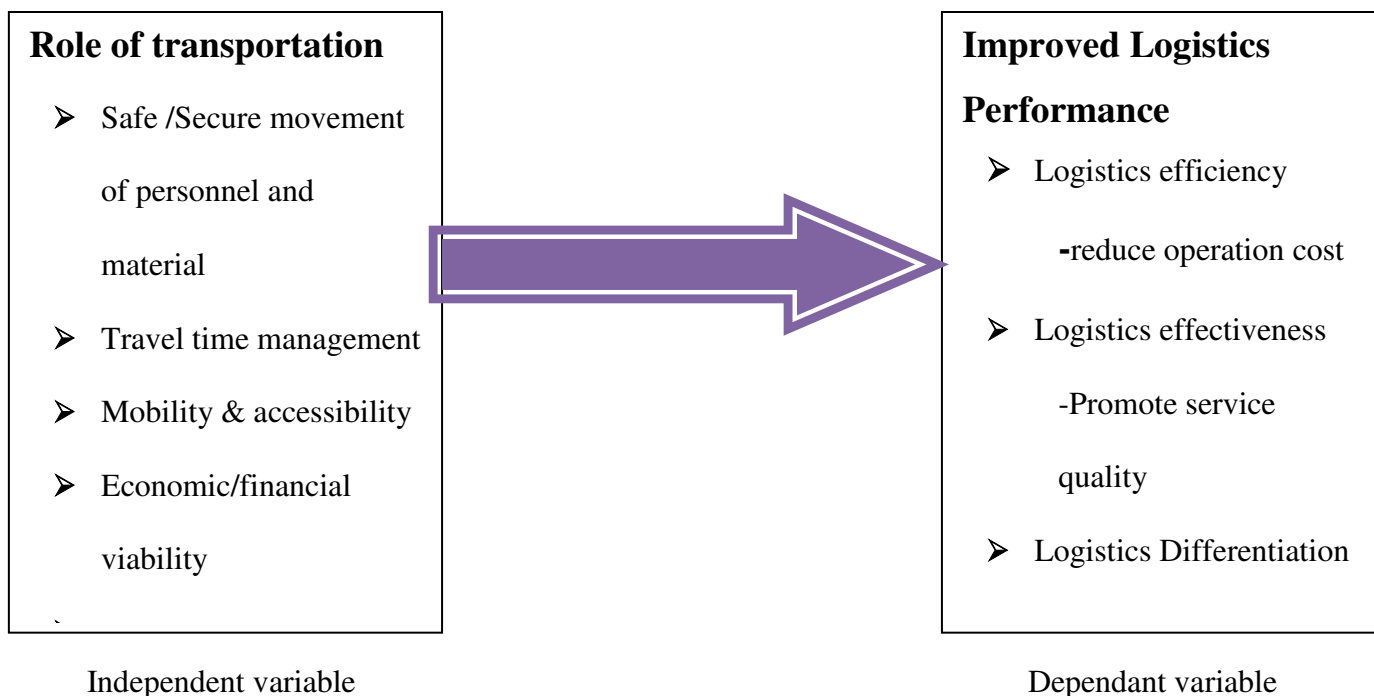 Role of transportation
➢ Safe /Secure movement
of personnel and
material
➢ Travel time management
➢ Mobility & accessibility
➢ Economic/financial
viability
Independent variable
Improved Logistics
Performance
➢ Logistics efficiency
-reduce operation cost
➢ Logistics effectiveness
-Promote service
quality
➢ Logistics Differentiation
Dependant variable